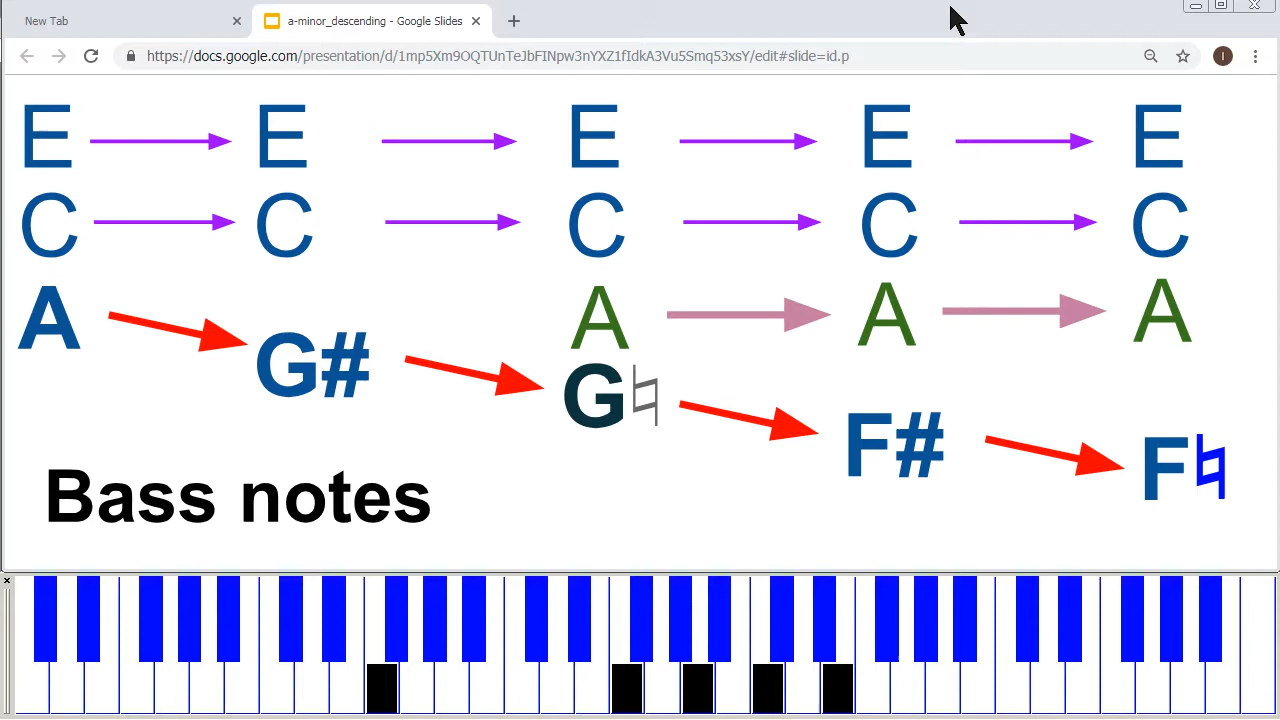 New Tab
a-minor_descending - Google Slides
https://docs.google.com/presentation/d/1mp5Xm9OQTUnTeJbFINpw3nYXZ1fIdkA3Vu5Smq53xsY/edit#slide=id.p
I
E E E E E
C C C C C
A A A A
G# G♮ F# F♮
Bass notes